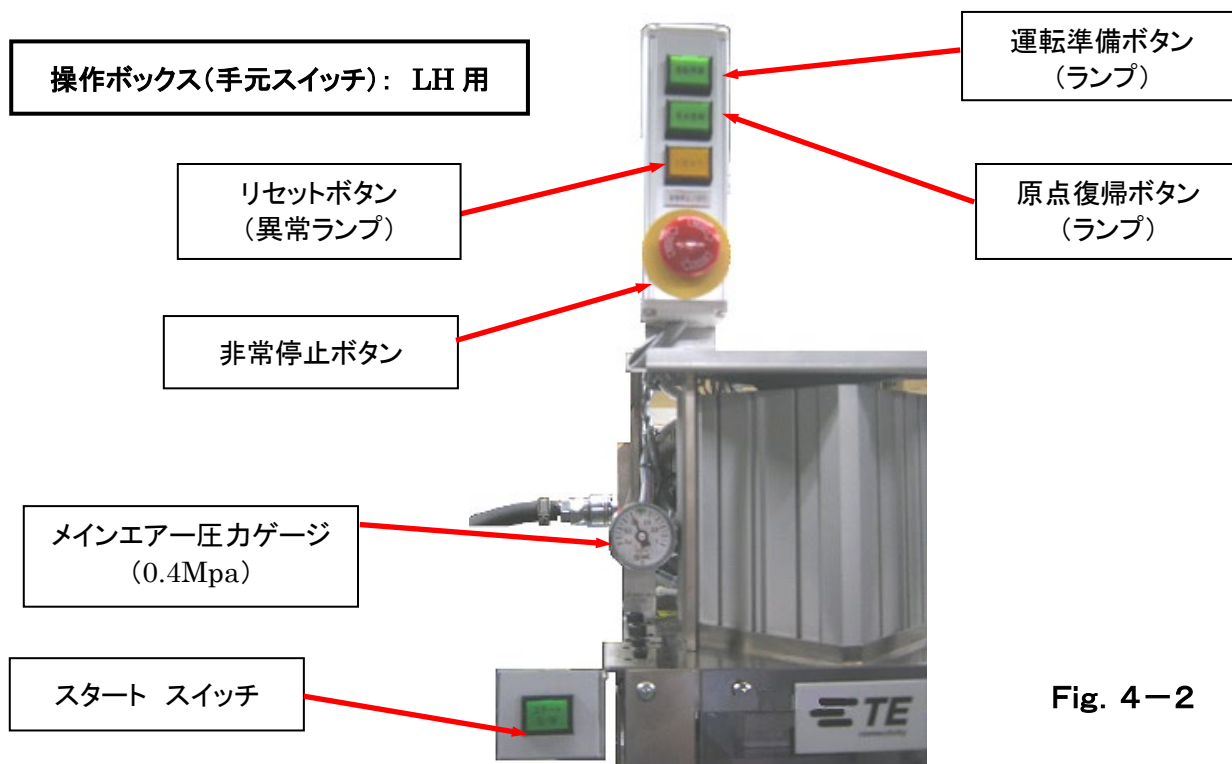 操作ボックス(手元スイッチ): LH 用
運転準備ボタン
(ランプ)
リセットボタン
(異常ランプ)
原点復帰ボタン
(ランプ)
非常停止ボタン
メインエアー圧力ゲージ
(0.4Mpa)
スタート スイッチ
TE
connectivity
Fig. 4-2